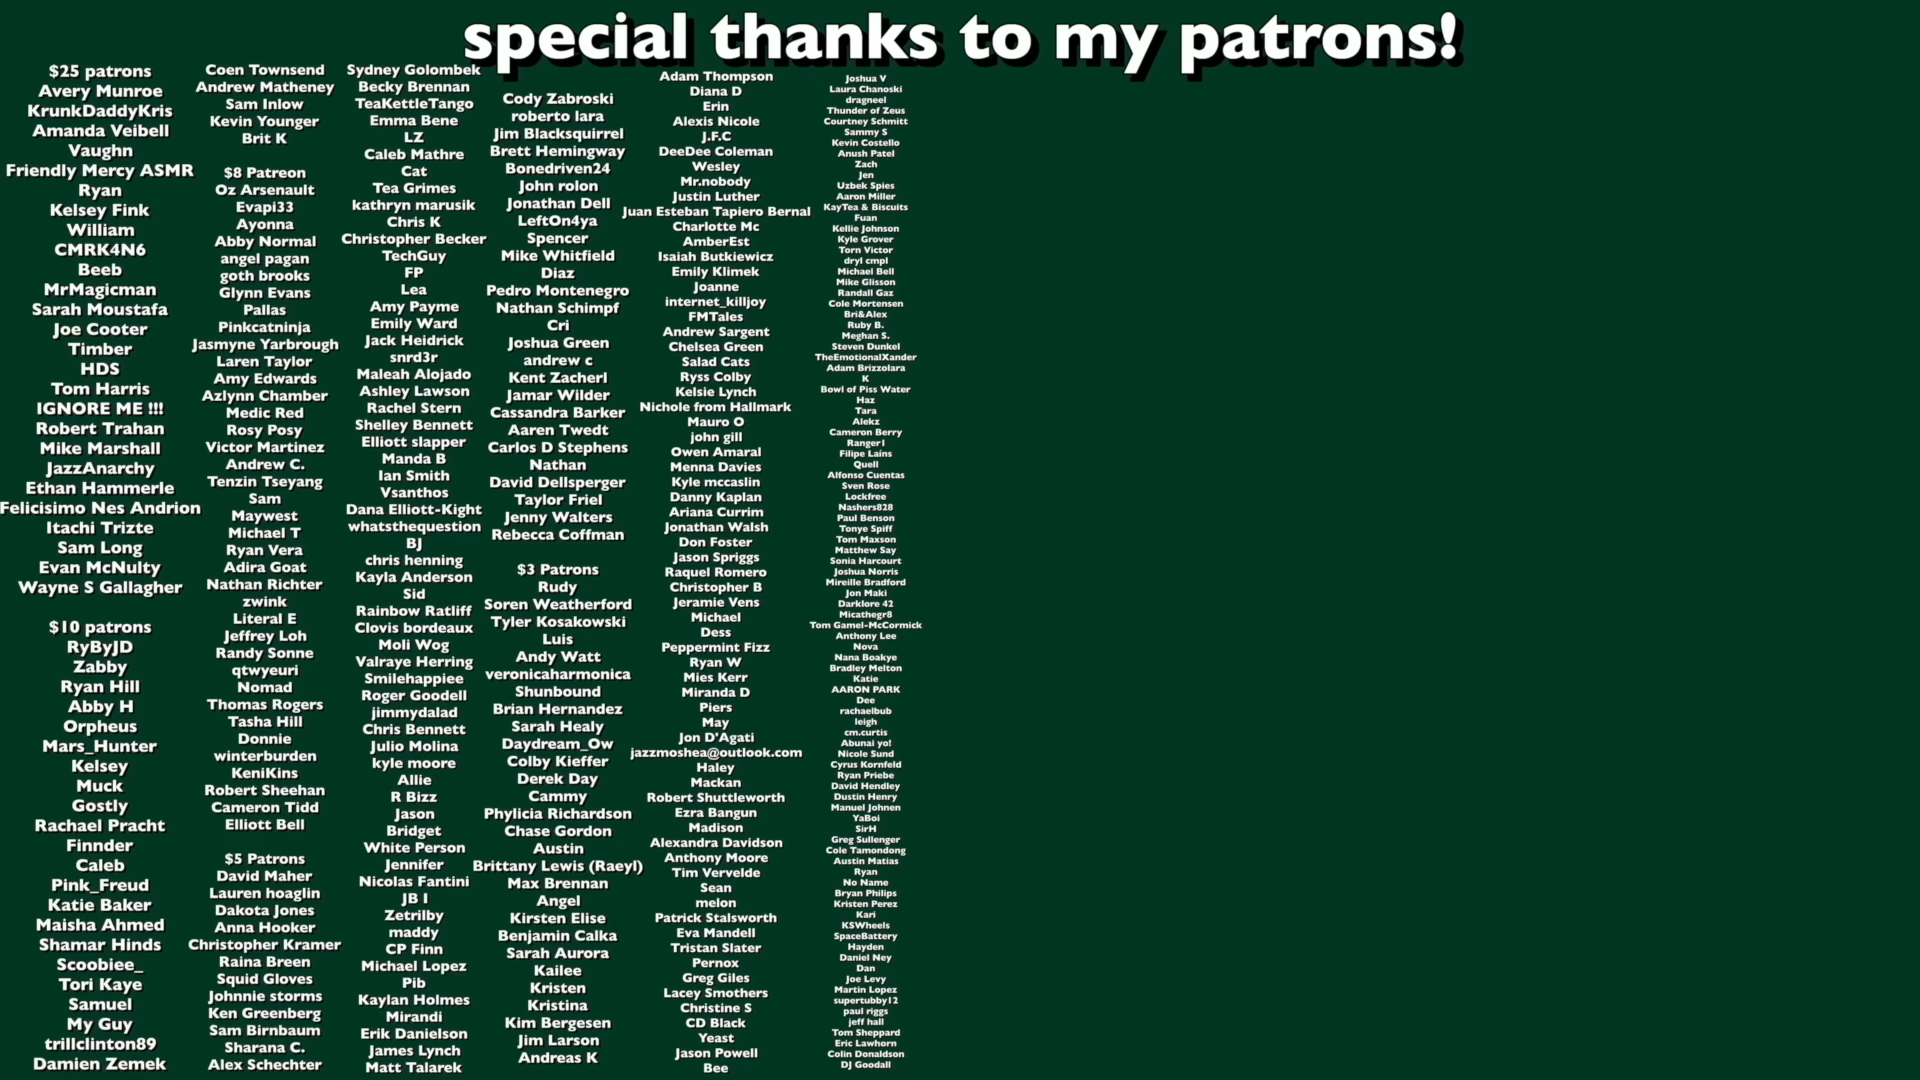 special thanks to my patrons!
$25 patrons
Avery Munroe
KrunkDaddyKris
Amanda Veibell
Vaughn
Friendly Mercy ASMR
Ryan
Kelsey Fink
William
CMRK4N6
Beeb
MrMagicman
Sarah Moustafa
Joe Cooter
Timber
HDS
Tom Harris
IGNORE ME !!!
Robert Trahan
Mike Marshall
JazzAnarchy
Ethan Hammerle
Felicisimo Nes Andrion
Itachi Trizte
Sam Long
Evan McNulty
Wayne S Gallagher
$10 patrons
RyByJD
Zabby
Ryan Hill
Abby H
Orpheus
Mars_Hunter
Kelsey
Muck
Gostly
Rachael Pracht
Finnder
Caleb
Pink_Freud
Katie Baker
Maisha Ahmed
Shamar Hinds
Scoobiee_
Tori Kaye
Samuel
My Guy
trillclinton89
Damien Zemek
Coen Townsend
Andrew Matheney
Sam Inlow
Kevin Younger
Brit K
$8 Patreon
Oz Arsenault
Evapi33
Ayonna
Abby Normal
angel pagan
goth brooks
Glynn Evans
Pallas
Pinkcatninja
Jasmyne Yarbrough
Laren Taylor
Amy Edwards
Azlynn Chamber
Medic Red
Rosy Posy
Victor Martinez
Andrew C.
Tenzin Tseyang
Sam
Maywest
Michael T
Ryan Vera
Adira Goat
Nathan Richter
zwink
Literal E
Jeffrey Loh
Randy Sonne
qtwyeuri
Nomad
Thomas Rogers
Tasha Hill
Donnie
winterburden
KeniKins
Robert Sheehan
Cameron Tidd
Elliott Bell
$5 Patrons
David Maher
Lauren hoaglin
Dakota Jones
Anna Hooker
Christopher Kramer
Raina Breen
Squid Gloves
Johnnie storms
Ken Greenberg
Sam Birnbaum
Sharana C.
Alex Schechter
Sydney Golombek
Becky Brennan
TeaKettleTango
Emma Bene
LZ
Caleb Mathre
Cat
Tea Grimes
kathryn marusik
Chris K
Christopher Becker
TechGuy
FP
Lea
Amy Payme
Emily Ward
Jack Heidrick
snrd3r
Maleah Alojado
Ashley Lawson
Rachel Stern
Shelley Bennett
Elliott slapper
Manda B
Ian Smith
Vsanthos
Dana Elliott-Kight
whatsthequestion
BJ
chris henning
Kayla Anderson
Sid
Rainbow Ratliff
Clovis bordeaux
Moli Wog
Valraye Herring
Smilehappiee
Roger Goodell
jimmydalad
Chris Bennett
Julio Molina
kyle moore
Allie
R Bizz
Jason
Bridget
White Person
Jennifer
Nicolas Fantini
JB I
Zetrilby
maddy
CP Finn
Michael Lopez
Pib
Kaylan Holmes
Mirandi
Erik Danielson
James Lynch
Matt Talarek
Cody Zabroski
roberto lara
Jim Blacksquirrel
Brett Hemingway
Bonedriven24
John rolon
Jonathan Dell
LeftOn4ya
Spencer
Mike Whitfield
Diaz
Pedro Montenegro
Nathan Schimpf
Cri
Joshua Green
andrew c
Kent Zacherl
Jamar Wilder
Cassandra Barker
Aaren Twedt
Carlos D Stephens
Nathan
David Dellsperger
Taylor Friel
Jenny Walters
Rebecca Coffman
$3 Patrons
Rudy
Soren Weatherford
Tyler Kosakowski
Luis
Andy Watt
veronicaharmonica
Shunbound
Brian Hernandez
Sarah Healy
Daydream_Ow
Colby Kieffer
Derek Day
Cammy
Phylicia Richardson
Chase Gordon
Austin
Brittany Lewis (Raeyl)
Max Brennan
Angel
Kirsten Elise
Benjamin Calka
Sarah Aurora
Kailee
Kristen
Kristina
Kim Bergesen
Jim Larson
Andreas K
Adam Thompson
Diana D
Erin
Alexis Nicole
J.F.C
DeeDee Coleman
Wesley
Mr.nobody
Justin Luther
Juan Esteban Tapiero Bernal
Charlotte Mc
AmberEst
Isaiah Butkiewicz
Emily Klimek
Joanne
internet_killjoy
FMTales
Andrew Sargent
Chelsea Green
Salad Cats
Ryss Colby
Kelsie Lynch
Nichole from Hallmark
Mauro O
john gill
Owen Amaral
Menna Davies
Kyle mccaslin
Danny Kaplan
Ariana Currim
Jonathan Walsh
Don Foster
Jason Spriggs
Raquel Romero
Christopher B
Jeramie Vens
Michael
Dess
Peppermint Fizz
Ryan W
Mies Kerr
Miranda D
Piers
May
Jon D'Agati
jazzmoshea@outlook.com
Haley
Mackan
Robert Shuttleworth
Ezra Bangun
Madison
Alexandra Davidson
Anthony Moore
Tim Vervelde
Sean
melon
Patrick Stalsworth
Eva Mandell
Tristan Slater
Pernox
Greg Giles
Lacey Smothers
Christine S
CD Black
Yeast
Jason Powell
Bee
Joshua V
Laura Chanoski
dragneel
Thunder of Zeus
Courtney Schmitt
Sammy S
Kevin Costello
Anush Patel
Zach
Jen
Uzbek Spies
Aaron Miller
KayTea & Biscuits
Fuan
Kellie Johnson
Kyle Grover
Torn Victor
dryl cmpl
Michael Bell
Mike Glisson
Randall Gaz
Cole Mortensen
Bri&Alex
Ruby B.
Meghan S.
Steven Dunkel
TheEmotionalXander
Adam Brizzolara
K
Bowl of Piss Water
Haz
Tara
Alekz
Cameron Berry
Ranger1
Filipe Laíns
Quell
Alfonso Cuentas
Sven Rose
Lockfree
Nashers828
Paul Benson
Tonye Spiff
Tom Maxson
Matthew Say
Sonia Harcourt
Joshua Norris
Mireille Bradford
Jon Maki
Darklore 42
Micathegr8
Tom Gamel-McCormick
Anthony Lee
Nova
Nana Boakye
Bradley Melton
Katie
AARON PARK
Dee
rachaelbub
leigh
cm.curtis
Abunai yo!
Nicole Sund
Cyrus Kornfeld
Ryan Priebe
David Hendley
Dustin Henry
Manuel Johnen
YaBoi
SirH
Greg Sullenger
Cole Tamondong
Austin Matias
Ryan
No Name
Bryan Philips
Kristen Perez
Kari
KSWheels
SpaceBattery
Hayden
Daniel Ney
Dan
Joe Levy
Martin Lopez
supertubby12
paul riggs
jeff hall
Tom Sheppard
Eric Lawhorn
Colin Donaldson
DJ Goodall